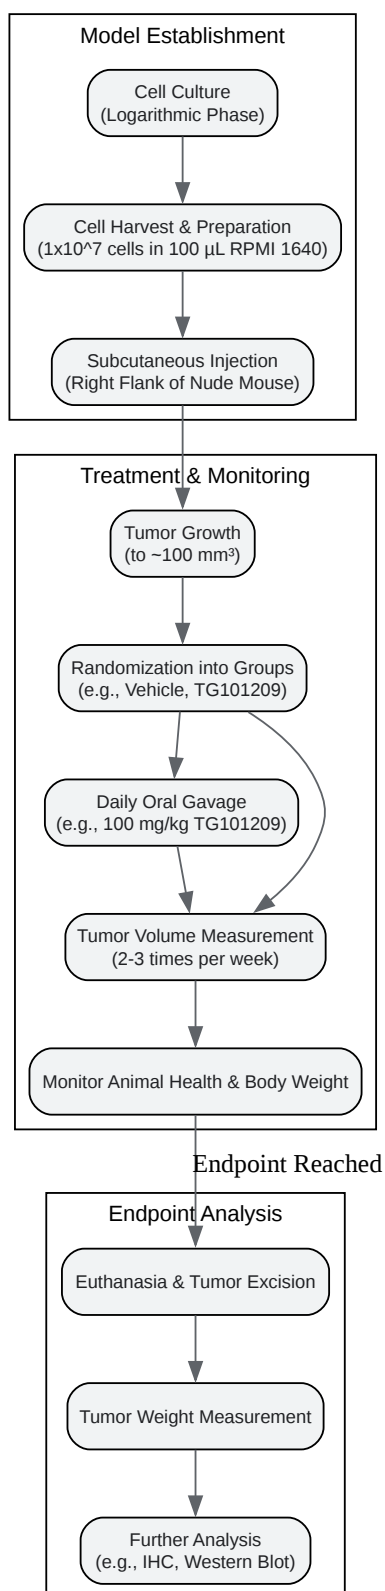 Model Establishment
Cell Culture
(Logarithmic Phase)
Cell Harvest & Preparation
(1x10^7 cells in 100 µL RPMI 1640)
Subcutaneous Injection
(Right Flank of Nude Mouse)
Treatment & Monitoring
Tumor Growth
(to ~100 mm³)
Randomization into Groups
(e.g., Vehicle, TG101209)
Daily Oral Gavage
(e.g., 100 mg/kg TG101209)
Tumor Volume Measurement
(2-3 times per week)
Monitor Animal Health & Body Weight
Endpoint Reached
Endpoint Analysis
Euthanasia & Tumor Excision
Tumor Weight Measurement
Further Analysis
(e.g., IHC, Western Blot)